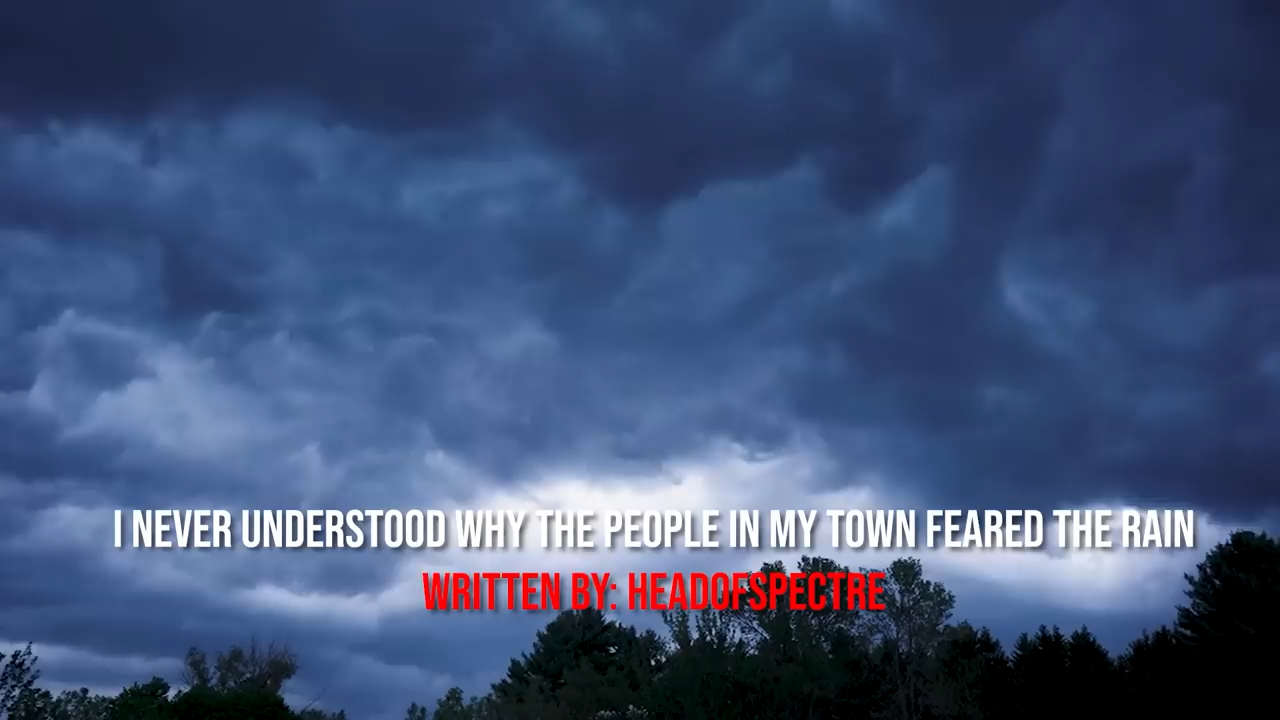 I NEVER UNDERSTOOD WHY THE PEOPLE IN MY TOWN FEARED THE RAIN
WRITTEN BY: HEADOFSPECTRE